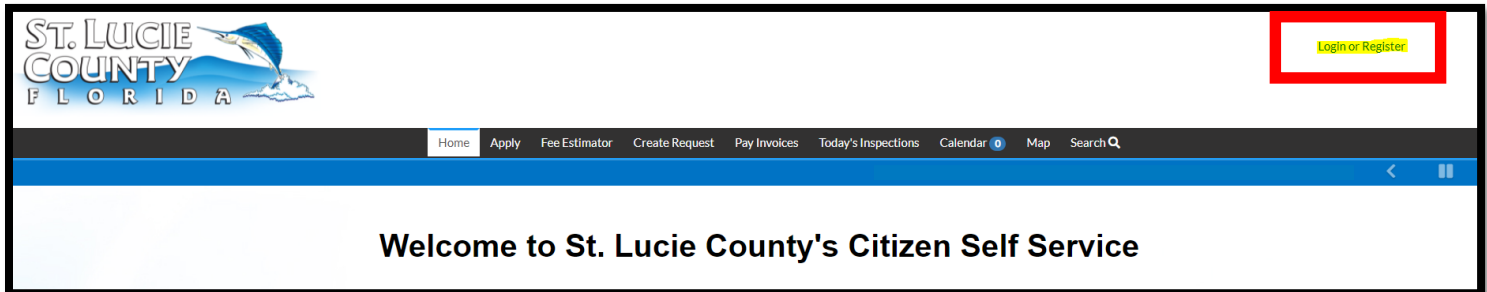 ST. LUCIE
COUNTY
FLORIDA
Login or Register
Home Apply Fee Estimator Create Request Pay Invoices Today's Inspections Calendar 0 Map Search
Welcome to St. Lucie County's Citizen Self Service